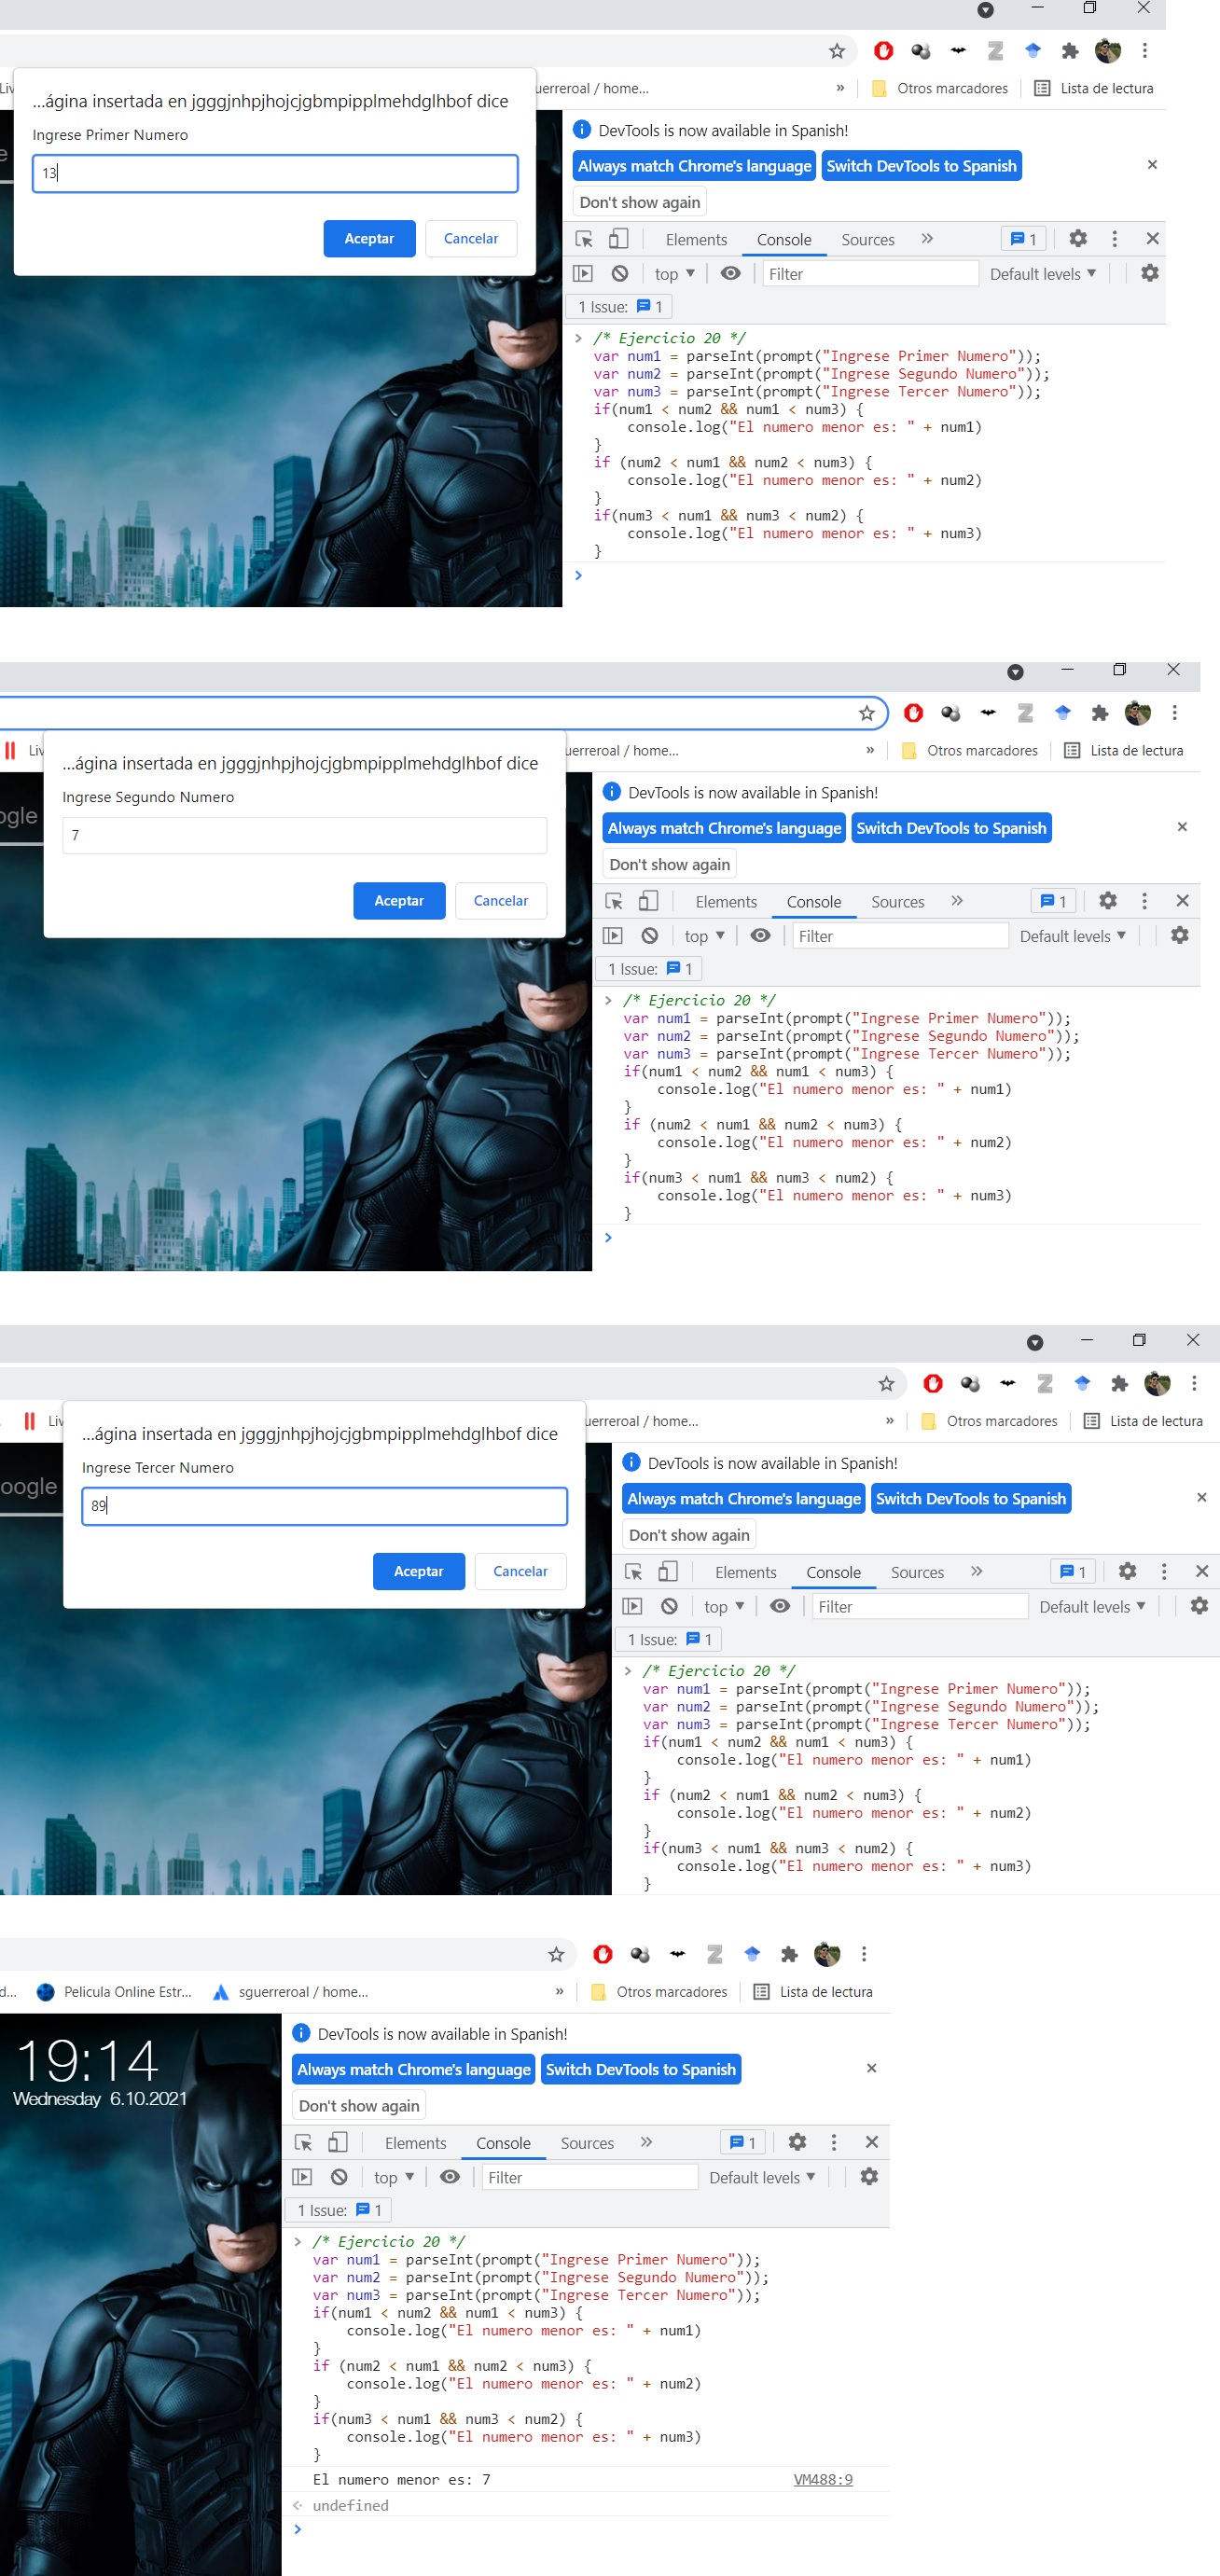 Otros marcadores
Lista de lectura
uerreroal / home...
...ágina insertada en jgggjnhpjhojcjgbmpipplmehdglhbof dice
Ingrese Primer Numero
13
Aceptar
Cancelar
DevTools is now available in Spanish!
Always match Chrome's language
Switch DevTools to Spanish
Don't show again
Elements
Console
Sources
1
top
Filter
Default levels
1 Issue: 1
/* Ejercicio 20 */
var num1 = parseInt(prompt("Ingrese Primer Numero"));
var num2 = parseInt(prompt("Ingrese Segundo Numero"));
var num3 = parseInt(prompt("Ingrese Tercer Numero"));
if(num1 < num2 && num1 < num3) {
console.log("El numero menor es: " + num1)
}
if (num2 < num1 && num2 < num3) {
console.log("El numero menor es: " + num2)
}
if(num3 < num1 && num3 < num2) {
console.log("El numero menor es: " + num3)
}
Liv
uerreroal / home...
Otros marcadores
Lista de lectura
...ágina insertada en jgggjnhpjhojcjgbmpipplmehdglhbof dice
Ingrese Segundo Numero
7
Aceptar
Cancelar
ogle
DevTools is now available in Spanish!
Always match Chrome's language
Switch DevTools to Spanish
Don't show again
Elements
Console
Sources
1
top
Filter
Default levels
1 Issue: 1
/* Ejercicio 20 */
var num1 = parseInt(prompt("Ingrese Primer Numero"));
var num2 = parseInt(prompt("Ingrese Segundo Numero"));
var num3 = parseInt(prompt("Ingrese Tercer Numero"));
if(num1 < num2 && num1 < num3) {
console.log("El numero menor es: " + num1)
}
if (num2 < num1 && num2 < num3) {
console.log("El numero menor es: " + num2)
}
if(num3 < num1 && num3 < num2) {
console.log("El numero menor es: " + num3)
}
Liv
uerreroal / home...
Otros marcadores
Lista de lectura
...ágina insertada en jgggjnhpjhojcjgbmpipplmehdglhbof dice
Ingrese Tercer Numero
89
Aceptar
Cancelar
oogle
DevTools is now available in Spanish!
Always match Chrome's language
Switch DevTools to Spanish
Don't show again
Elements
Console
Sources
1
top
Filter
Default levels
1 Issue: 1
/* Ejercicio 20 */
var num1 = parseInt(prompt("Ingrese Primer Numero"));
var num2 = parseInt(prompt("Ingrese Segundo Numero"));
var num3 = parseInt(prompt("Ingrese Tercer Numero"));
if(num1 < num2 && num1 < num3) {
console.log("El numero menor es: " + num1)
}
if (num2 < num1 && num2 < num3) {
console.log("El numero menor es: " + num2)
}
if(num3 < num1 && num3 < num2) {
console.log("El numero menor es: " + num3)
}
d...
Pelicula Online Estr...
sguerreroal / home...
Otros marcadores
Lista de lectura
19:14
Wednesday 6.10.2021
DevTools is now available in Spanish!
Always match Chrome's language
Switch DevTools to Spanish
Don't show again
Elements
Console
Sources
1
top
Filter
Default levels
1 Issue: 1
/* Ejercicio 20 */
var num1 = parseInt(prompt("Ingrese Primer Numero"));
var num2 = parseInt(prompt("Ingrese Segundo Numero"));
var num3 = parseInt(prompt("Ingrese Tercer Numero"));
if(num1 < num2 && num1 < num3) {
console.log("El numero menor es: " + num1)
}
if (num2 < num1 && num2 < num3) {
console.log("El numero menor es: " + num2)
}
if(num3 < num1 && num3 < num2) {
console.log("El numero menor es: " + num3)
}
El numero menor es: 7
VM488:9
undefined